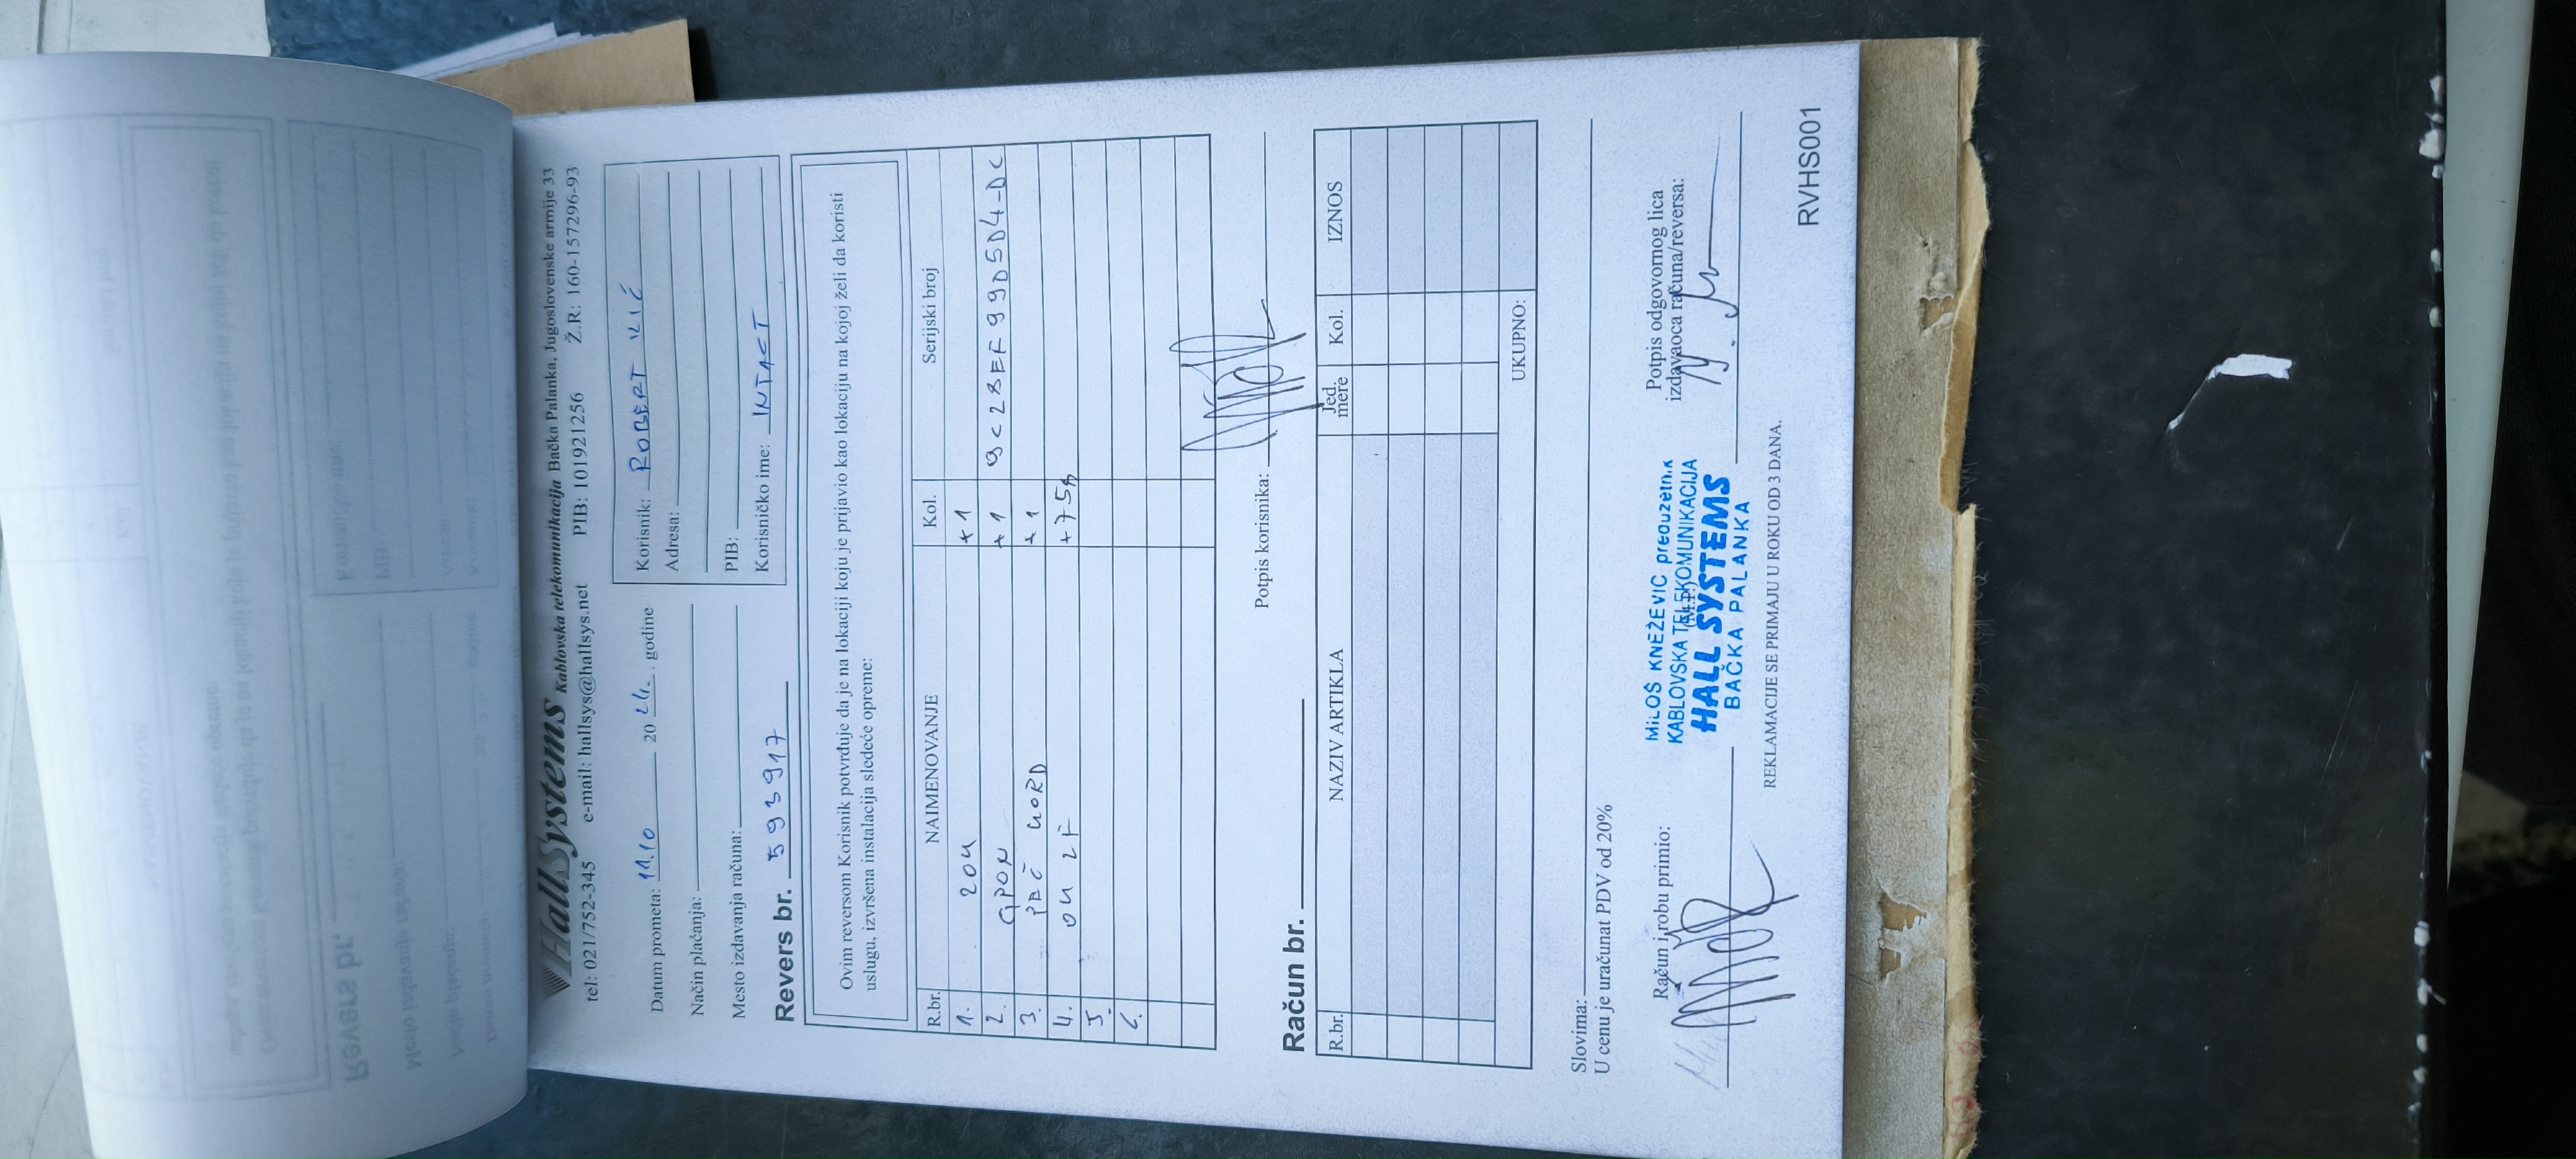 HallSystems Kablovska telekomunikacija Bačka Palanka, Jugoslovenske armije 33
tel: 021/752-345 e-mail: hallsys@hallsys.net PIB: 101921256 Ž.R: 160-157296-93
Datum prometa: 11.10 20 24. . godine
Način plaćanja:
Mesto izdavanja računa:
Revers br. 593917
Korisnik: ROBERT ILIĆ
Adresa:
PIB:
Korisničko ime: INTACT
Ovim reversom Korisnik potvrđuje da je na lokaciji koju je prijavio kao lokaciju na kojoj želi da koristi
uslugu, izvršena instalacija sledeće opreme:
R.br. NAIMENOVANJE Kol. Serijski broj
1. ZOU +1
2. GPON +1
3. PEČ CORD +1
4. +75
5.
6.
Potpis korisnika:
Račun br.
R.br. NAZIV ARTIKLA Jed. mere Kol. IZNOS
UKUPNO:
Slovima:
U cenu je uračunat PDV od 20%
Račun i robu primio:
MILOŠ KNEŽEVIĆ preduzetnik
KABLOVSKA TELEKOMUNIKACIJA
(M.P.)
HALL SYSTEMS
BAČKA PALANKA
Potpis odgovornog lica
izdavaoca računa/reversa:
REKLAMACIJE SE PRIMAJU U ROKU OD 3 DANA.
RVHS001